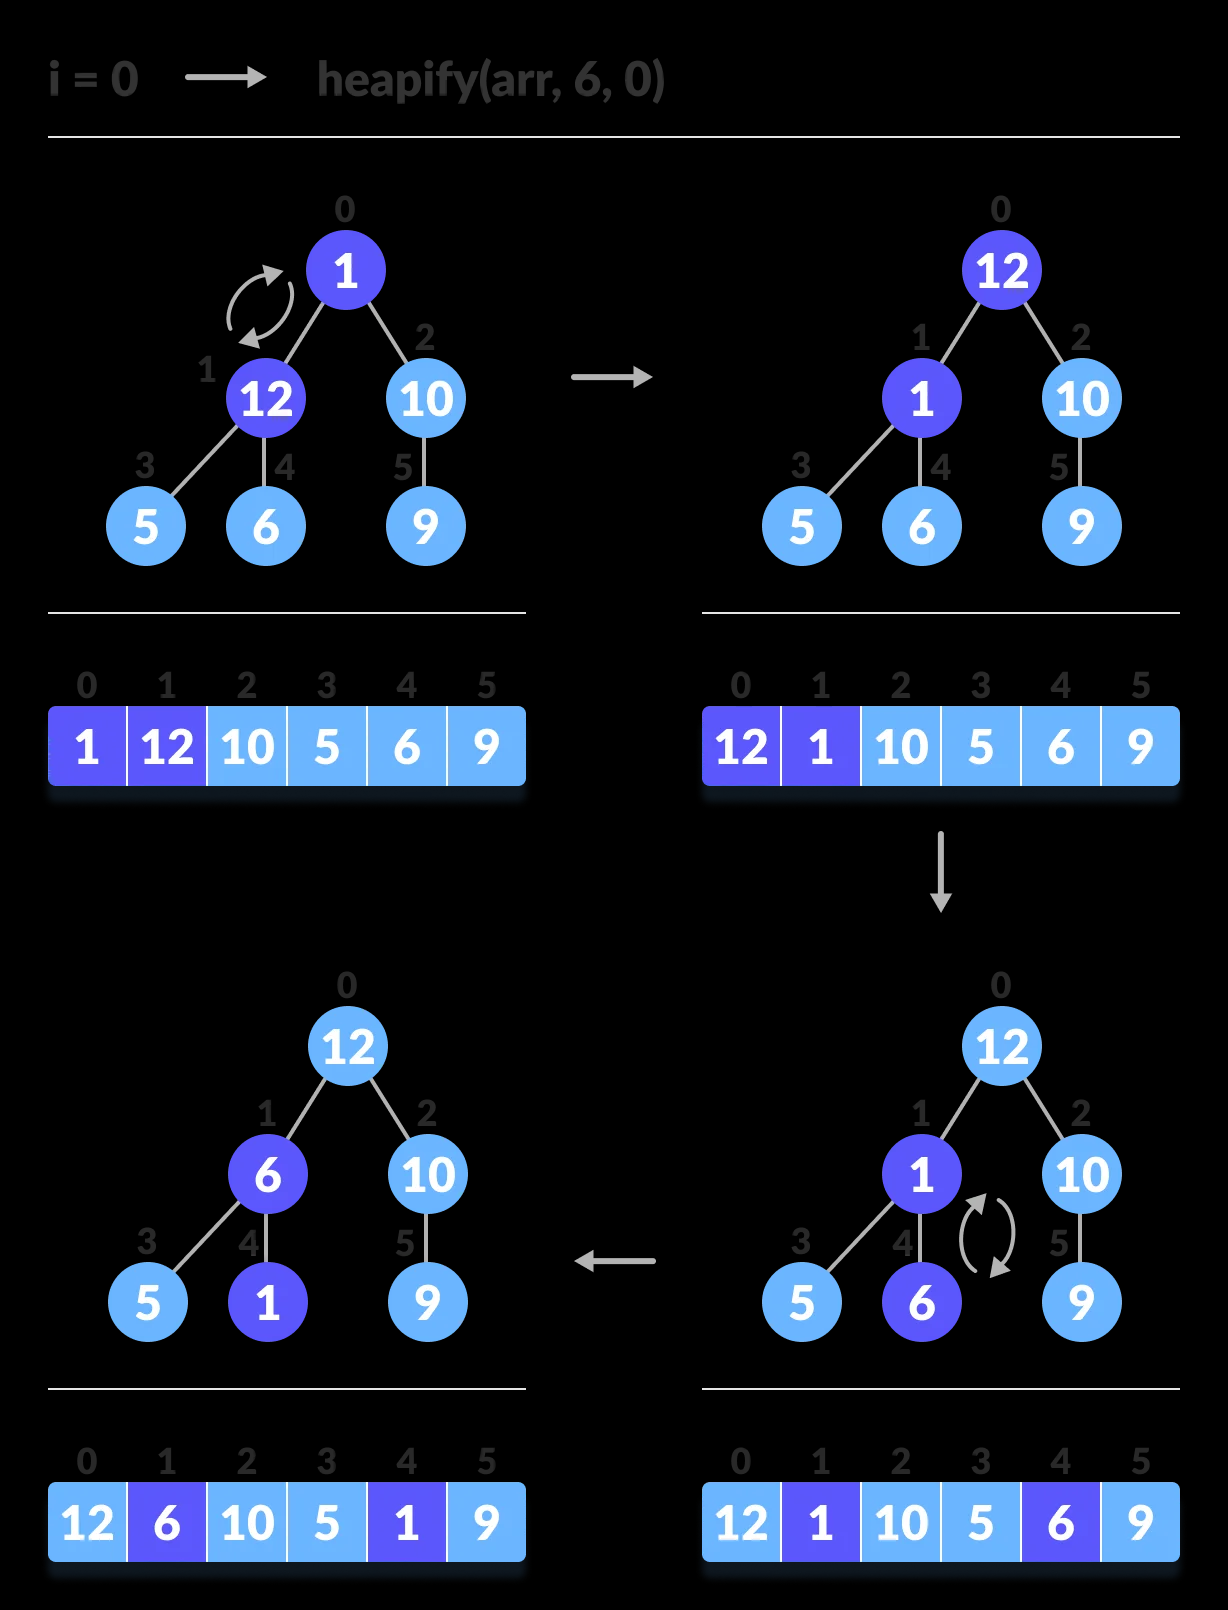 i = 0 heapify(arr, 6, 0)
0 0
1 12
2 1 2
1 12 10 1 10
3 4 5 3 4 5
5 6 9 5 6 9
0 1 2 3 4 5 0 1 2 3 4 5
1 12 10 5 6 9 12 1 10 5 6 9
0 0
12 12
1 2 1 2
6 10 1 10
3 4 5 3 4 5
5 1 9 5 6 9
0 1 2 3 4 5 0 1 2 3 4 5
12 6 10 5 1 9 12 1 10 5 6 9